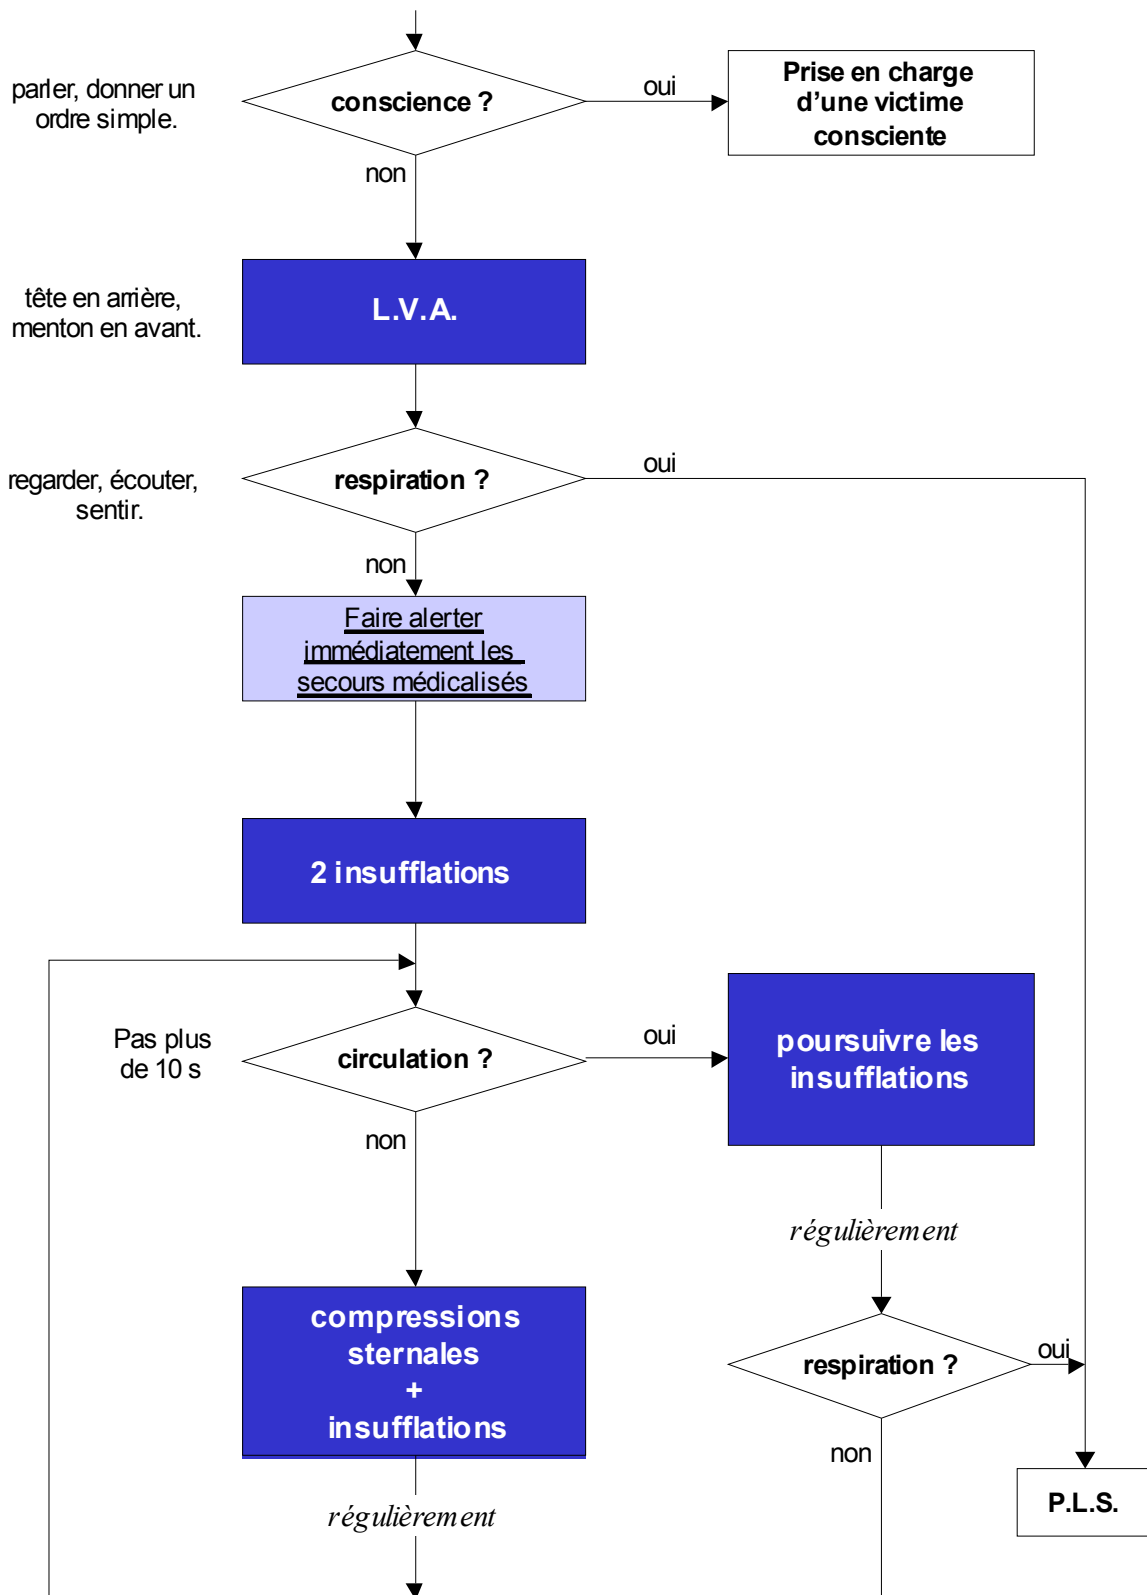 parler, donner un
ordre simple.
conscience ?
oui
Prise en charge
d'une victime
consciente
non
tête en arrière,
menton en avant.
L.V.A.
regarder, écouter,
sentir.
respiration ?
oui
non
Faire alerter
immédiatement les
secours médicalisés
2 insufflations
Pas plus
de 10 s
circulation ?
oui
poursuivre les
insufflations
non
régulièrement
compressions
sternales
+
insufflations
respiration ?
oui
non
P.L.S.
régulièrement